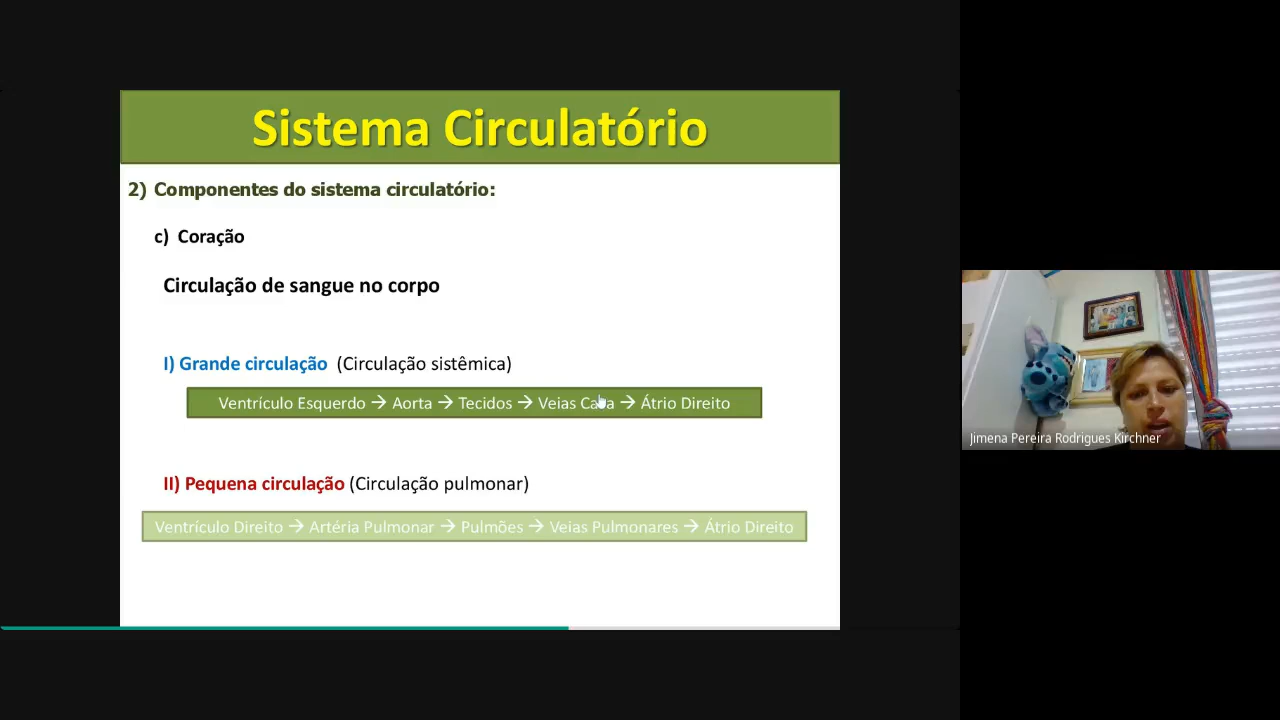 Sistema Circulatório
2) Componentes do sistema circulatório:
c) Coração
Circulação de sangue no corpo
I) Grande circulação (Circulação sistêmica)
Ventrículo Esquerdo → Aorta → Tecidos → Veias Cava → Átrio Direito
II) Pequena circulação (Circulação pulmonar)
Ventrículo Direito → Artéria Pulmonar → Pulmões → Veias Pulmonares → Átrio Direito
Jimena Pereira Rodrigues Kirchner